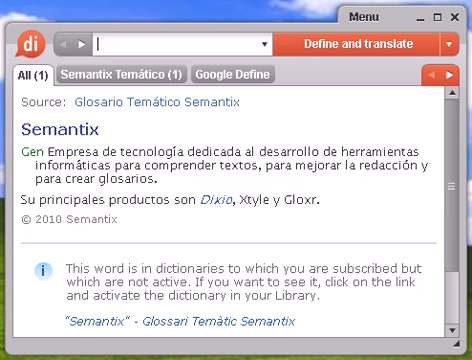 Menu
di
Define and translate
All (1)
Semantix Temático (1)
Google Define
Source: Glosario Temático Semantix
Semantix
Gen Empresa de tecnología dedicada al desarrollo de herramientas
informáticas para comprender textos, para mejorar la redacción y
para crear glosarios.
Su principales productos son Dixio, Xtyle y Gloxr.
© 2010 Semantix
i
This word is in dictionaries to which you are subscribed but
which are not active. If you want to see it, click on the link
and activate the dictionary in your Library.
"Semantix" - Glossari Temàtic Semantix